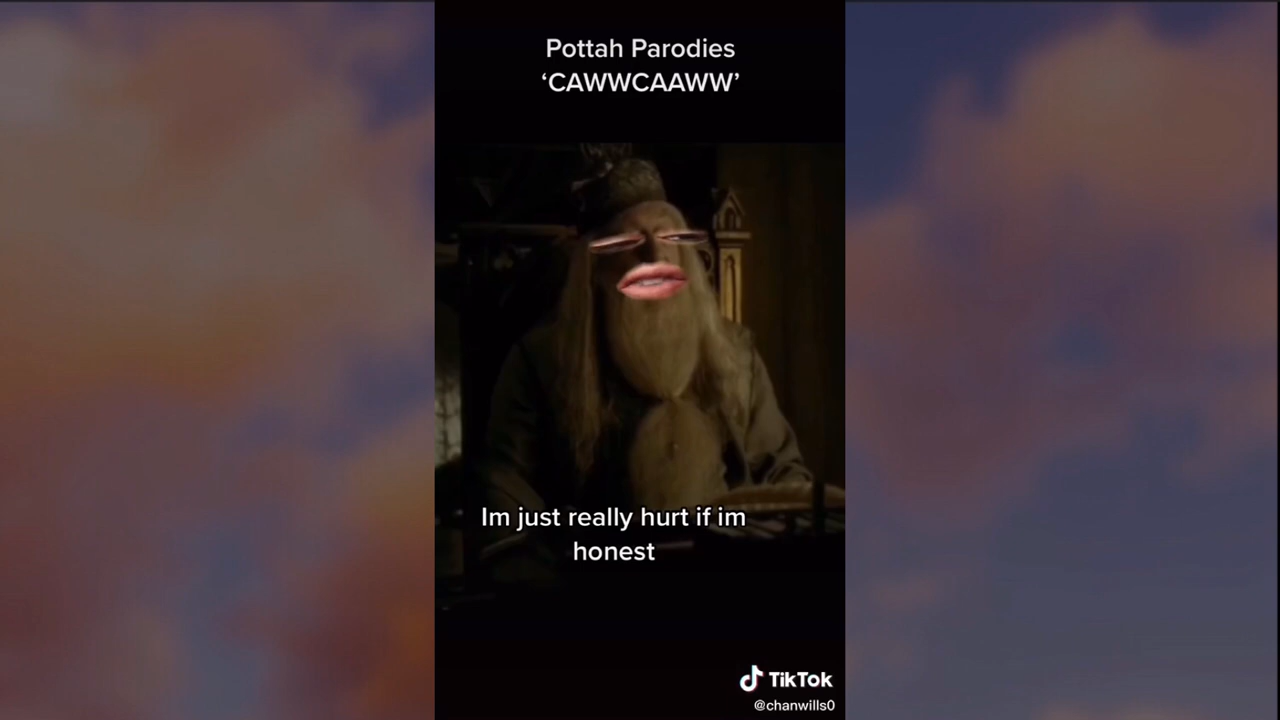 Pottah Parodies
‘CAWWCAAWW’
Im just really hurt if im
honest
TikTok
@chanwills0